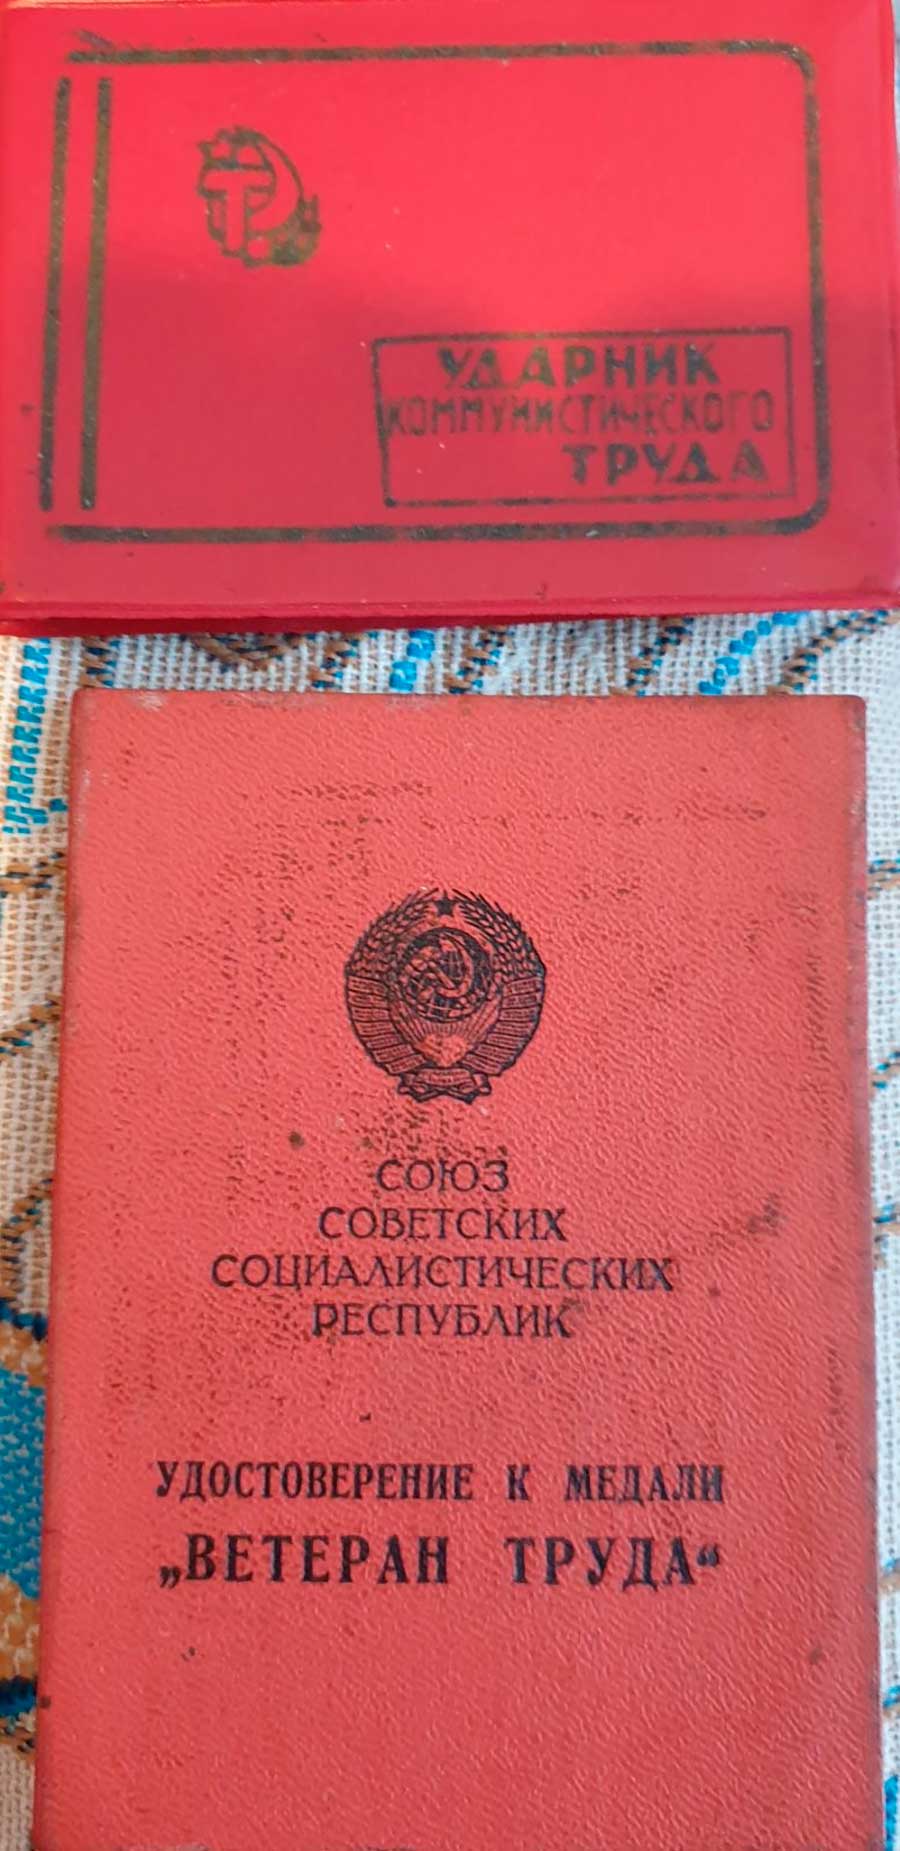 УДАРНИК
КОММУНИСТИЧЕСКОГО
ТРУДА
СОЮЗ
СОВЕТСКИХ
СОЦИАЛИСТИЧЕСКИХ
РЕСПУБЛИК
УДОСТОВЕРЕНИЕ К МЕДАЛИ
„ВЕТЕРАН ТРУДА“